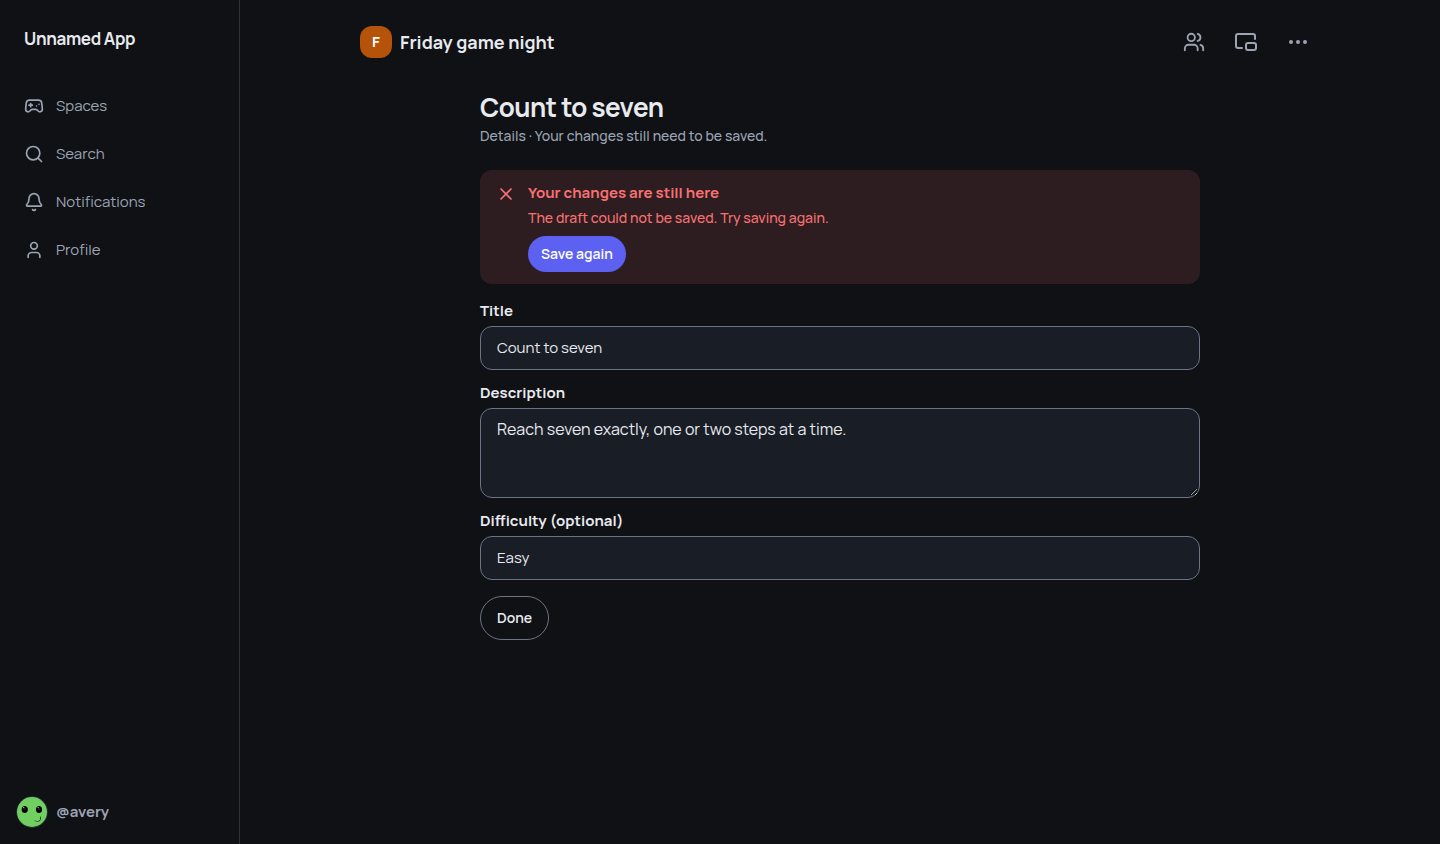 Unnamed App
Spaces
Search
Notifications
Profile
@avery
F
Friday game night
Count to seven
Details · Your changes still need to be saved.
Your changes are still here
The draft could not be saved. Try saving again.
Save again
Title
Count to seven
Description
Reach seven exactly, one or two steps at a time.
Difficulty (optional)
Easy
Done